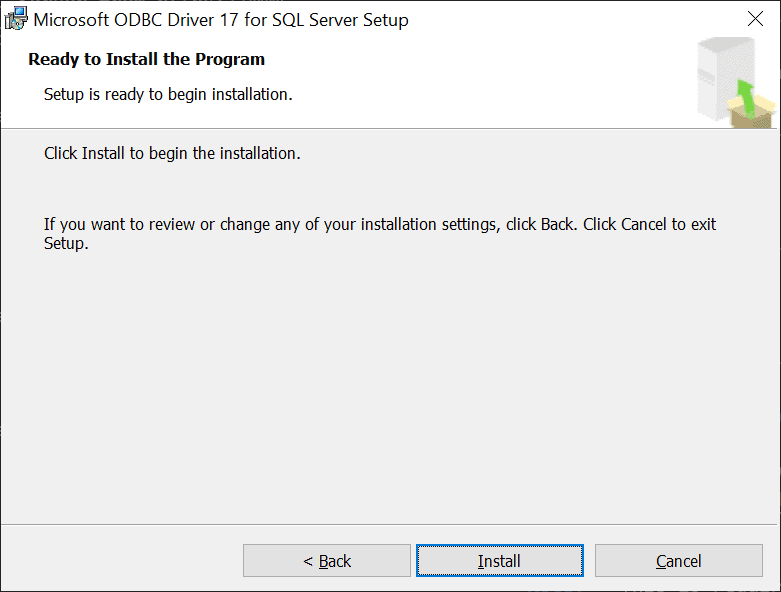 Microsoft ODBC Driver 17 for SQL Server Setup
Ready to Install the Program
Setup is ready to begin installation.
Click Install to begin the installation.
If you want to review or change any of your installation settings, click Back. Click Cancel to exit
Setup.
< Back
Install
Cancel